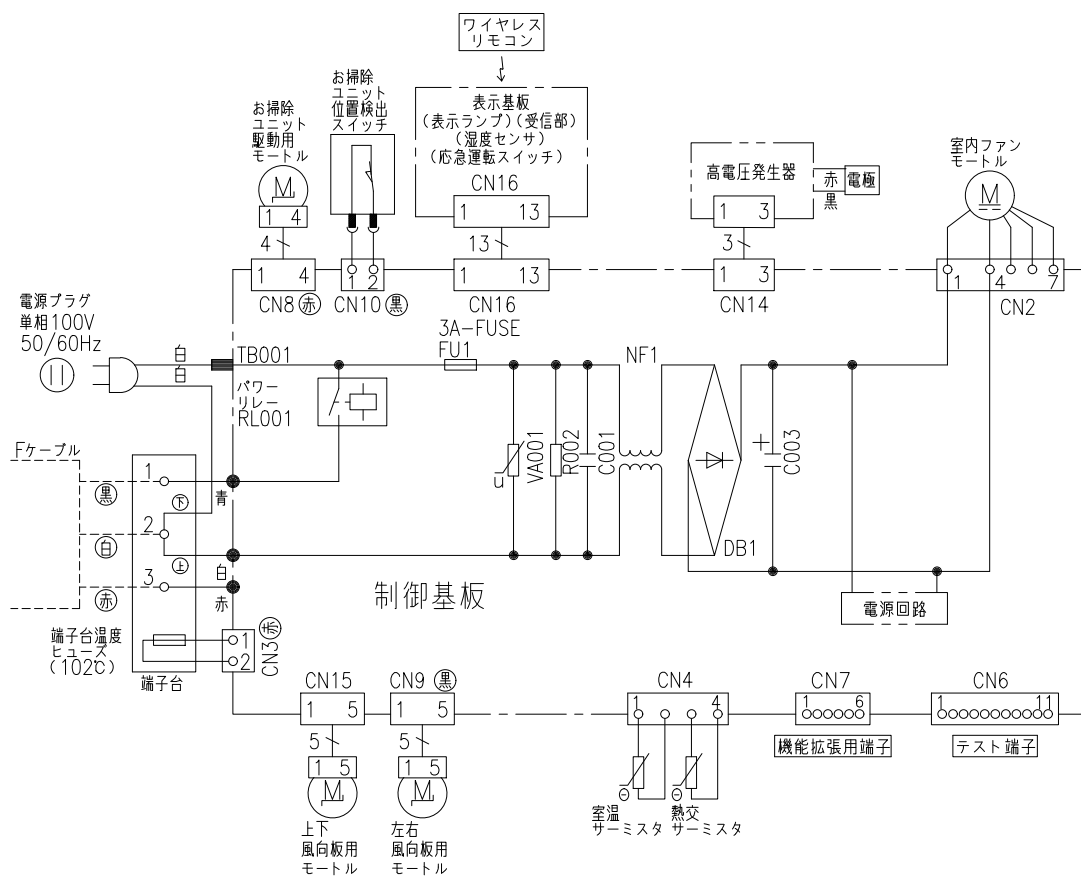 ワイヤレス
リモコン
お掃除
ユニット
位置検出
スイッチ
お掃除
ユニット
駆動用
モートル
M
1 4
4
表示基板
(表示ランプ)(受信部)
(湿度センサ)
(応急運転スイッチ)
CN16
1 13
13
高電圧発生器
赤
黒
電極
1 3
3
室内ファン
モートル
M
1 4
CN8 赤
1 2
CN10 黒
1 13
CN16
1 3
CN14
1 4 7
CN2
電源プラグ
単相100V
50/60Hz
白
白
TB001
パワー
リレー
RL001
3A-FUSE
FU1
NF1
u
VA001
R002
C001
+
C003
DB1
Fケーブル
黒
白
赤
1
下
2
上
3
青
白
赤
制御基板
電源回路
端子台温度
ヒューズ
(102℃)
端子台
1
2
CN3 赤
CN15
1 5
5
1 5
M
上下
風向板用
モートル
CN9 黒
1 5
5
1 5
M
左右
風向板用
モートル
CN4
1 4
室温
サーミスタ
熱交
サーミスタ
CN7
1 6
機能拡張用端子
CN6
1 11
テスト端子